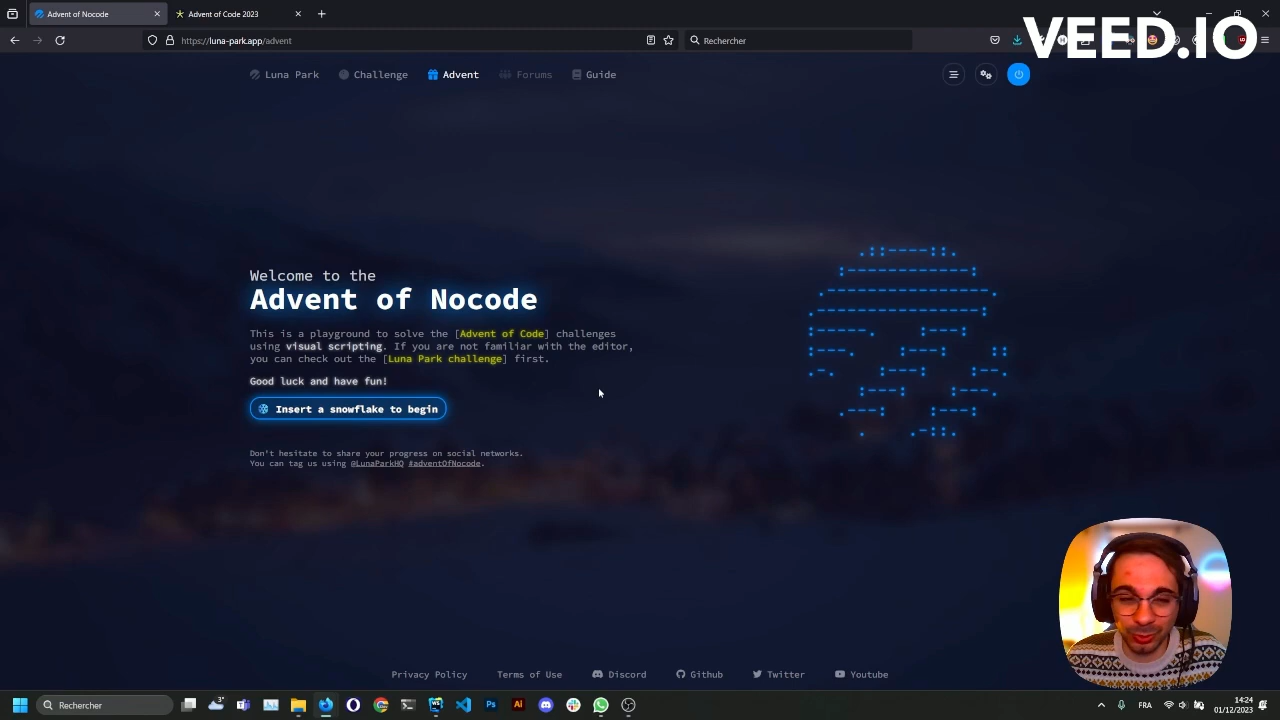 Advent of Nocode
Advent of Code 2023
VEED.IO
https://luna-park.app/advent
Rechercher
Luna Park
Challenge
Advent
Forums
Guide
Welcome to the
Advent of Nocode
This is a playground to solve the [Advent of Code] challenges
using visual scripting. If you are not familiar with the editor,
you can check out the [Luna Park challenge] first.
Good luck and have fun!
Insert a snowflake to begin
Don't hesitate to share your progress on social networks.
You can tag us using @LunaParkHQ #adventOfNocode.
Privacy Policy
Terms of Use
Discord
Github
Twitter
Youtube
Rechercher
3°
FRA
14:24
01/12/2023